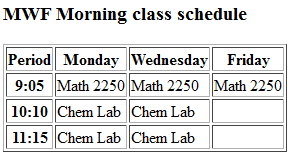 MWF Morning class schedule
Period Monday Wednesday Friday
9:05 Math 2250 Math 2250 Math 2250
10:10 Chem Lab Chem Lab
11:15 Chem Lab Chem Lab